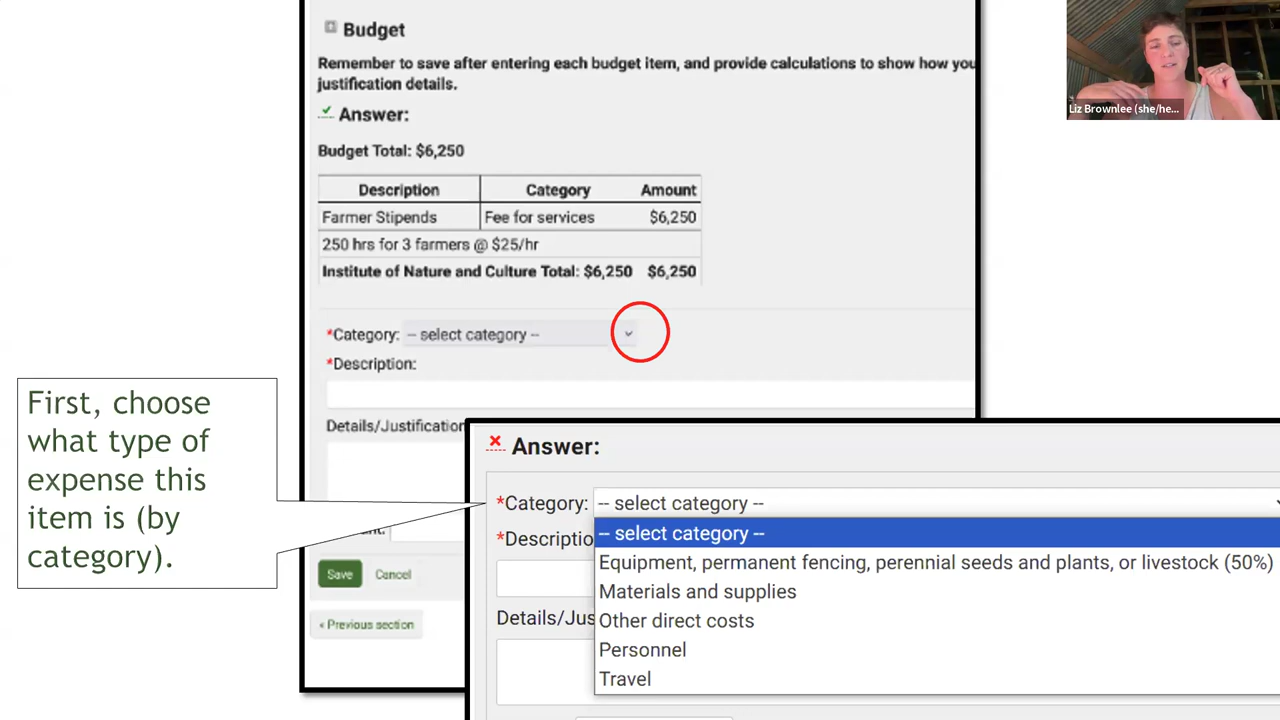 Budget
Remember to save after entering each budget item, and provide calculations to show how you
justification details.
Answer:
Budget Total: $6,250
Description Category Amount
Farmer Stipends Fee for services $6,250
250 hrs for 3 farmers @ $25/hr
Institute of Nature and Culture Total: $6,250 $6,250
*Category: -- select category --
*Description:
Details/Justification
Save Cancel
« Previous section
First, choose
what type of
expense this
item is (by
category).
Answer:
*Category: -- select category --
-- select category --
*Descriptio
Equipment, permanent fencing, perennial seeds and plants, or livestock (50%)
Materials and supplies
Details/Jus
Other direct costs
Personnel
Travel
Liz Brownlee (she/he...